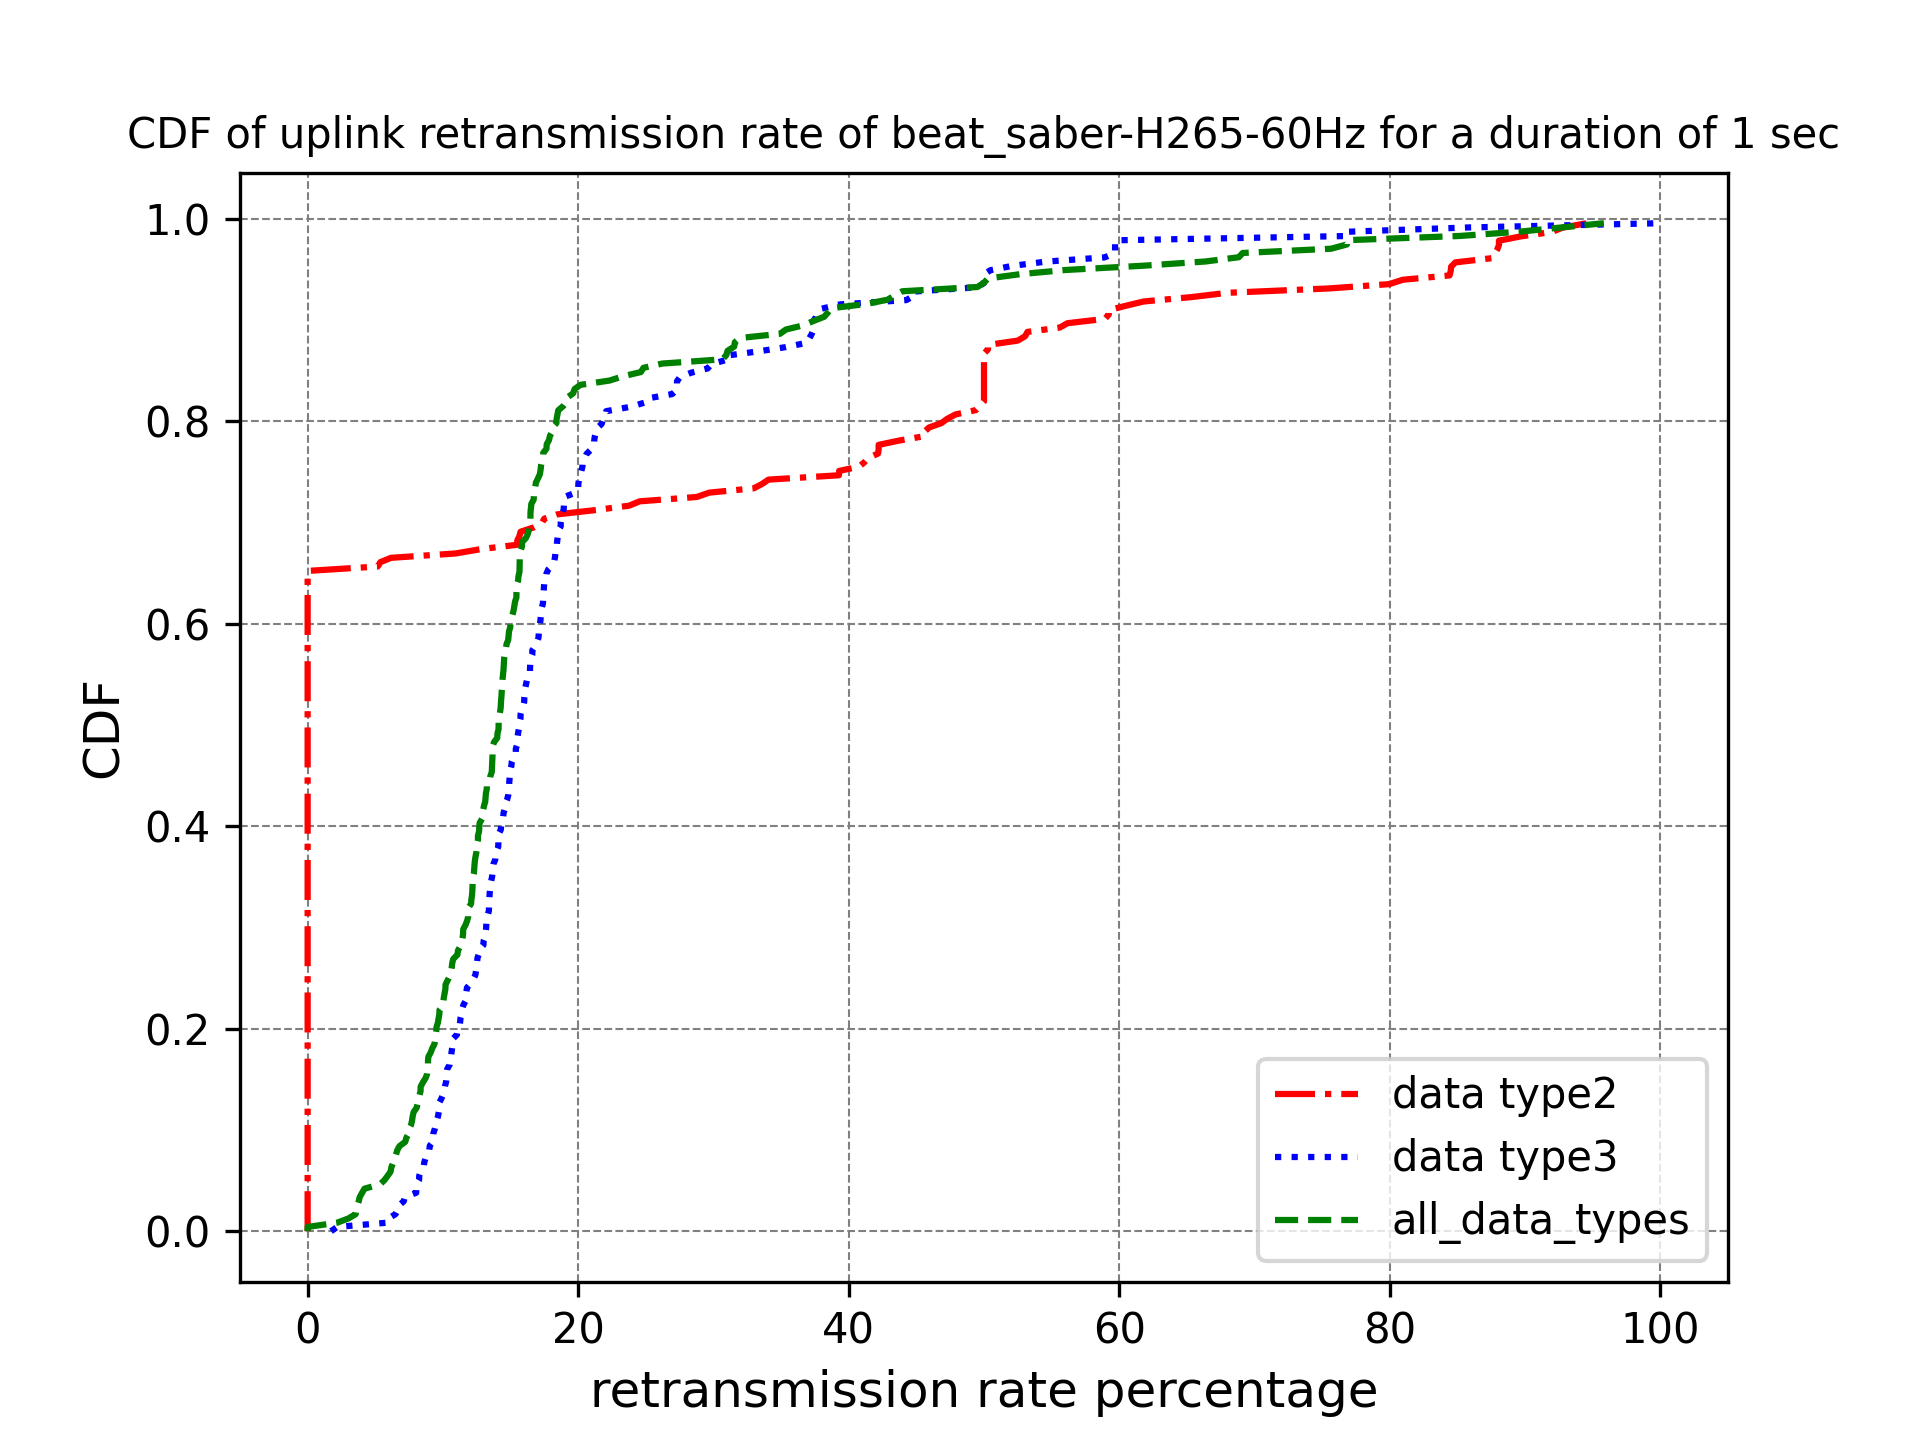 CDF of uplink retransmission rate of beat_saber-H265-60Hz for a duration of 1 sec
1.0
0.8
0.6
0.4
0.2
0.0
CDF
data type2
data type3
all_data_types
0 20 40 60 80 100
retransmission rate percentage